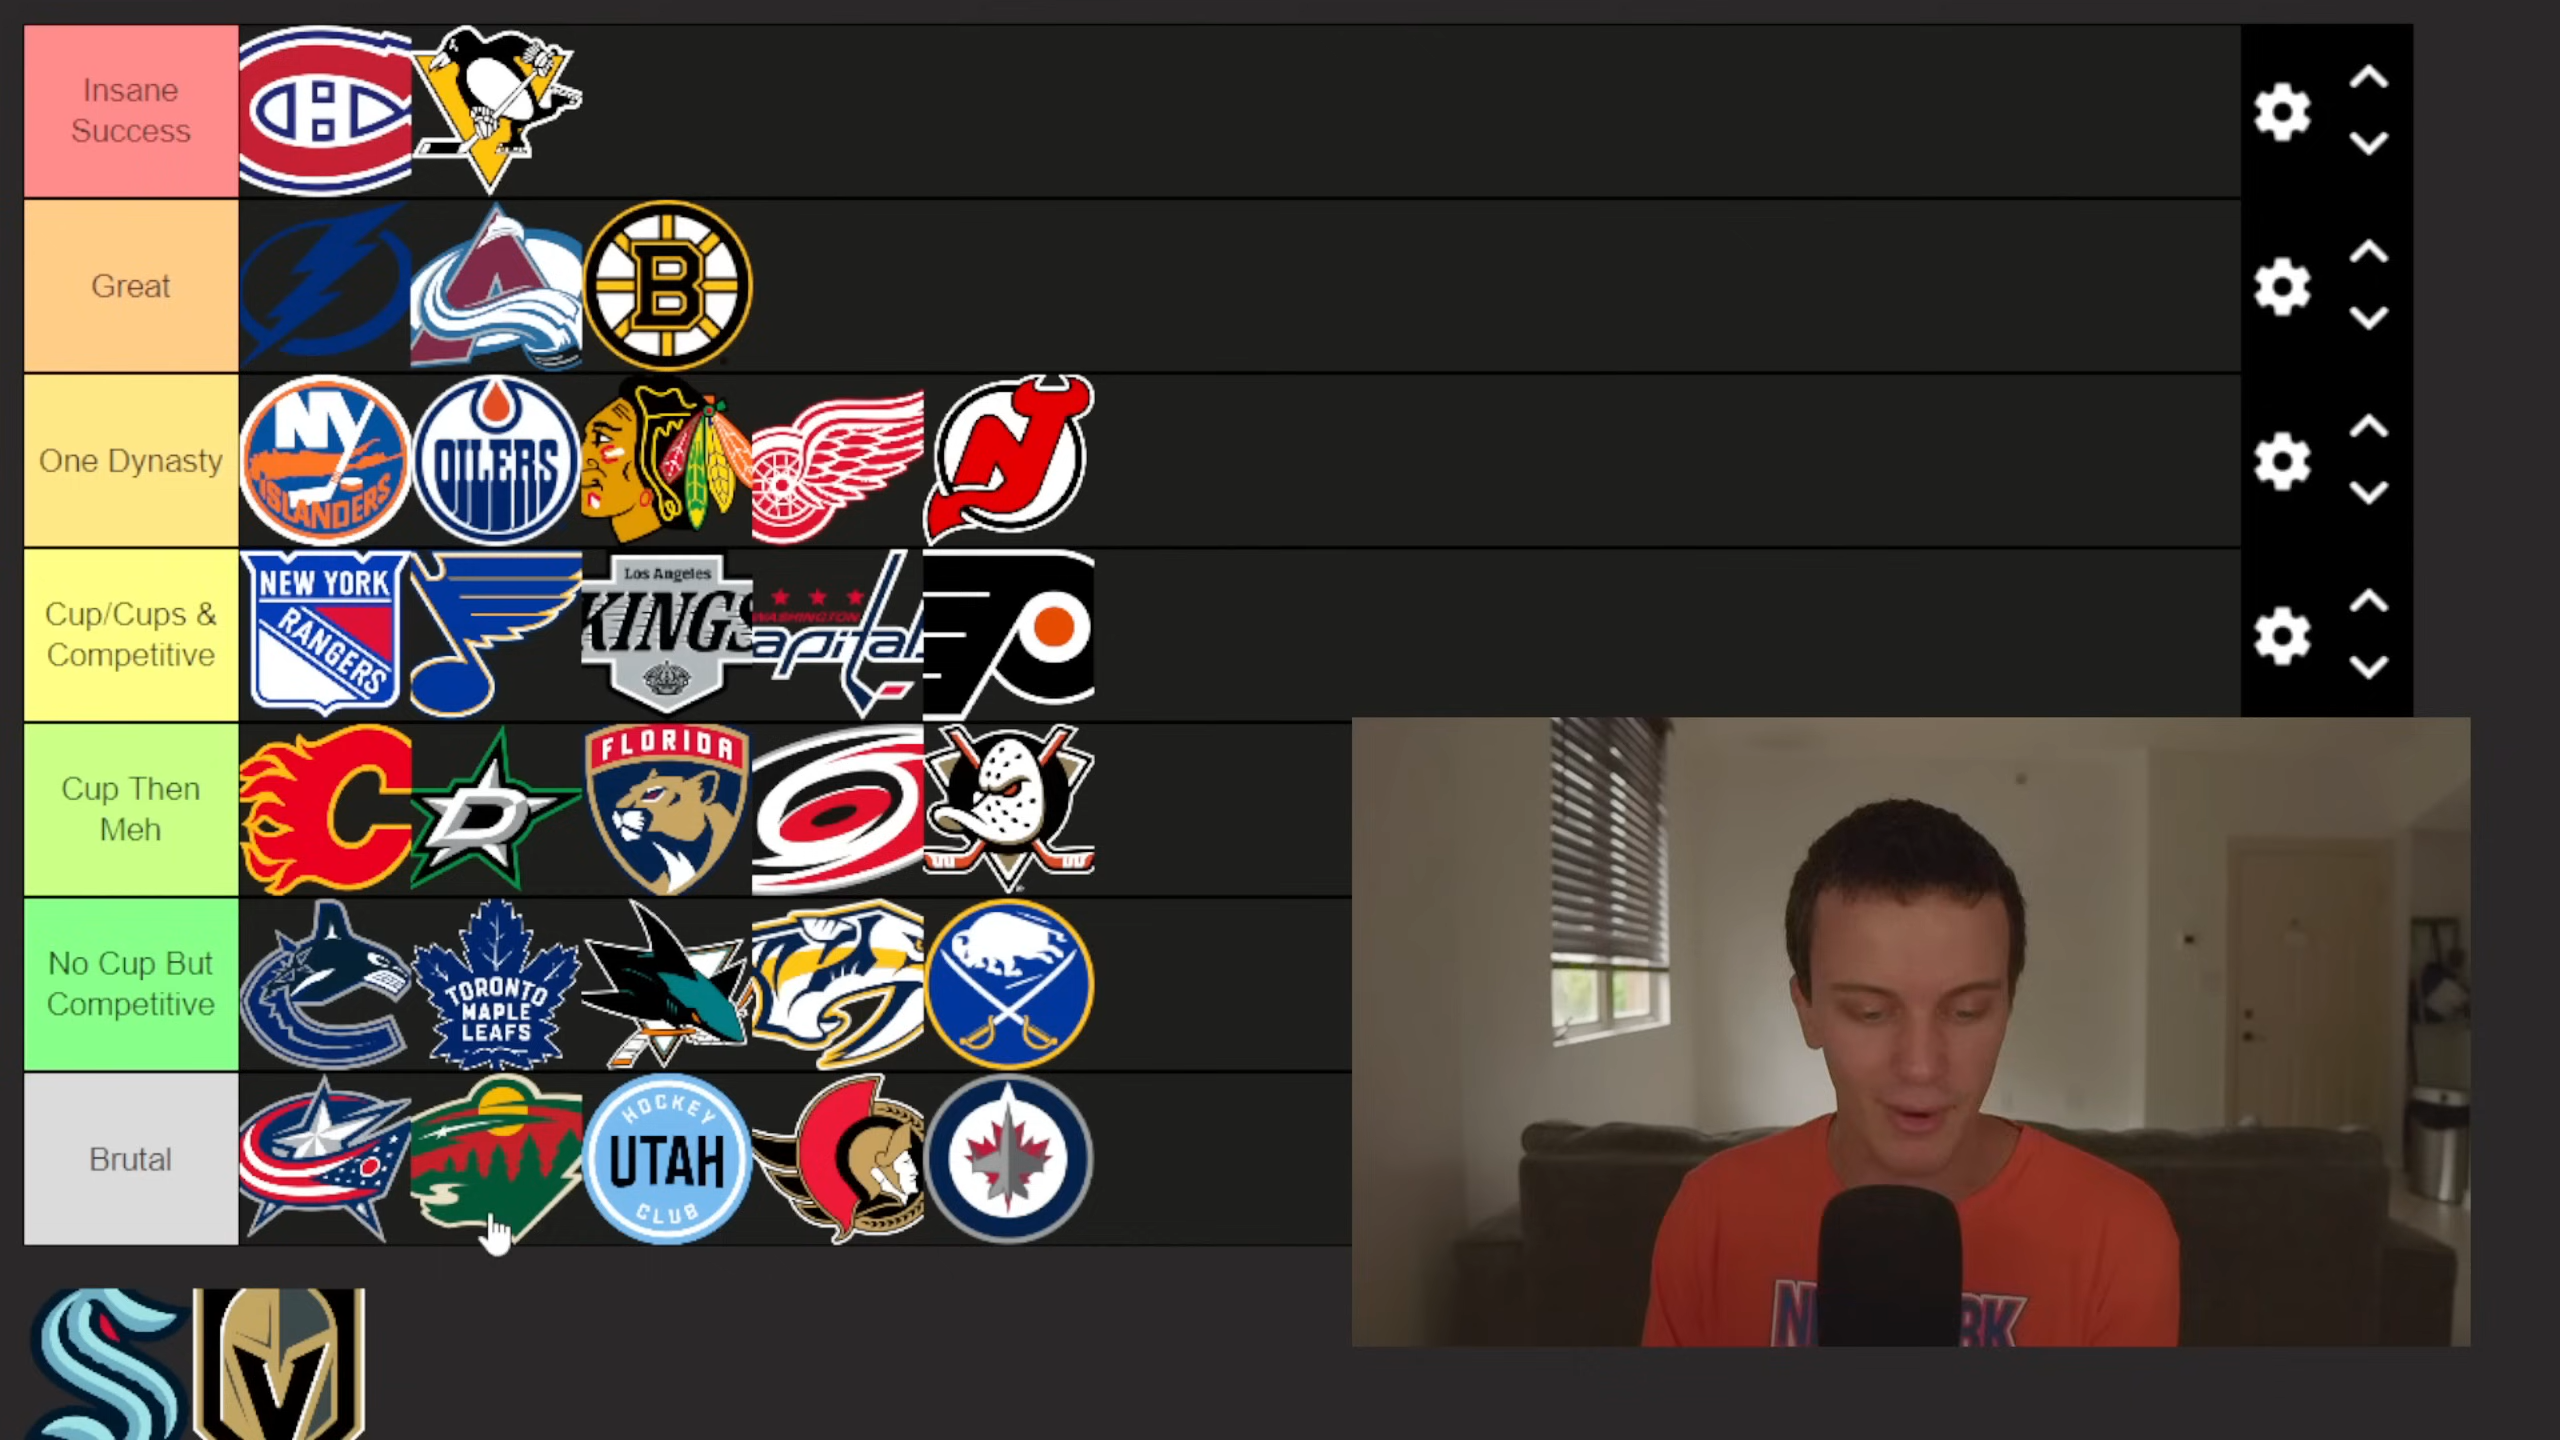 Insane
Success
Great
B
One Dynasty
NY
ISLANDERS
OILERS
Cup/Cups &
Competitive
NEW YORK
RANGERS
Los Angeles
KINGS
WASHINGTON
apitals
Cup Then
Meh
FLORIDA
D
No Cup But
Competitive
TORONTO
MAPLE
LEAFS
Brutal
HOCKEY
UTAH
CLUB